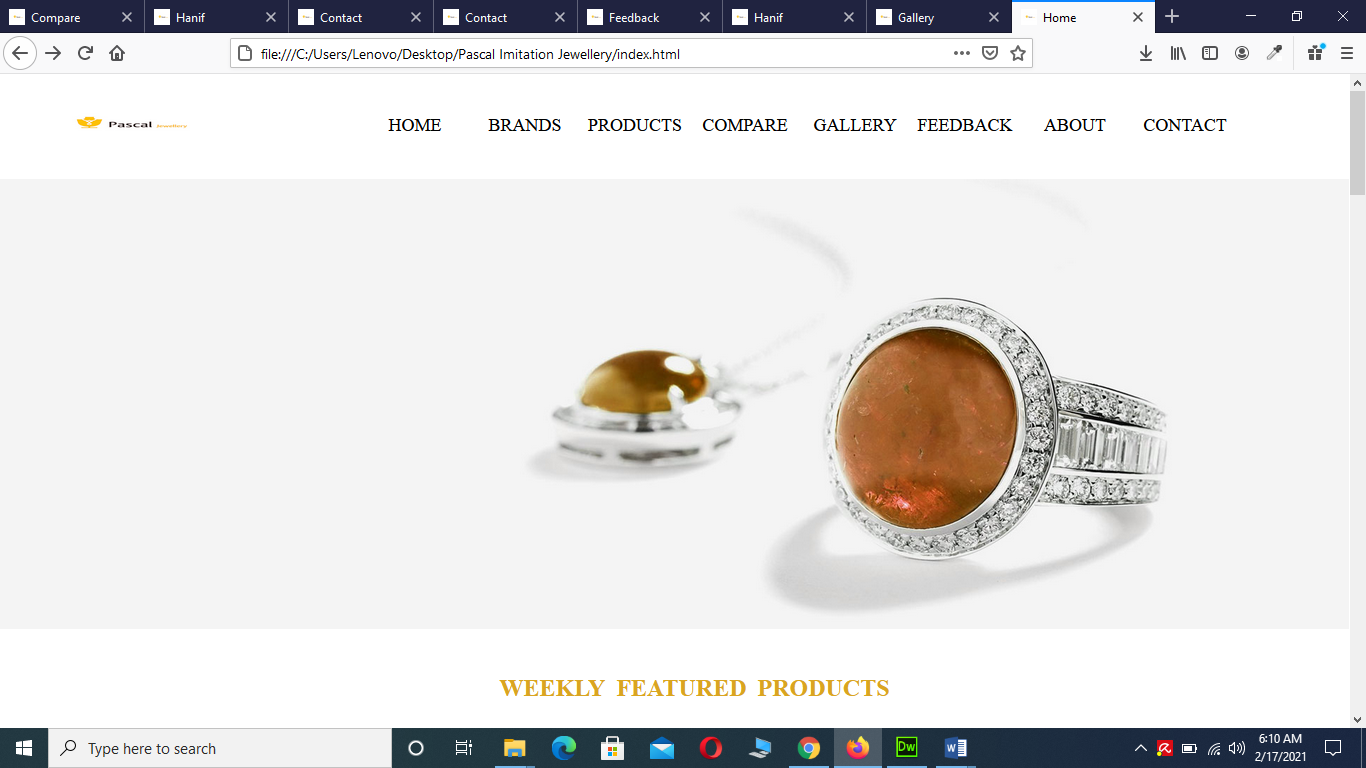 Compare Hanif Contact Contact Feedback Hanif Gallery Home
file:///C:/Users/Lenovo/Desktop/Pascal Imitation Jewellery/index.html
Pascal Jewellery HOME BRANDS PRODUCTS COMPARE GALLERY FEEDBACK ABOUT CONTACT
WEEKLY FEATURED PRODUCTS
Type here to search Dw W 6:10 AM
2/17/2021